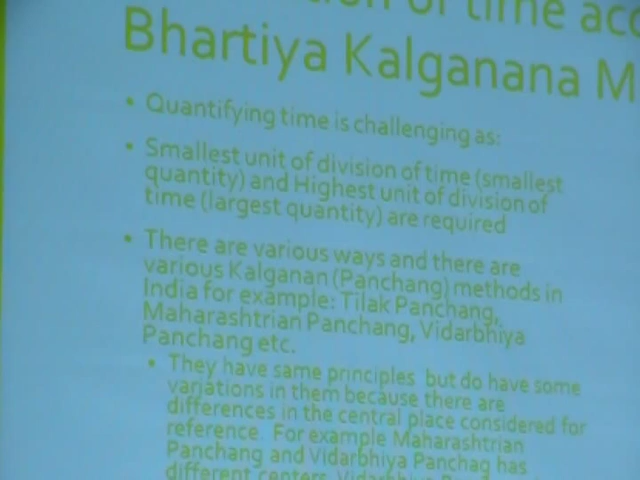 of time acc
Bhartiya Kalganana M
• Quantifying time is challenging as:
• Smallest unit of division of time (smallest
quantity) and Highest unit of division of
time (largest quantity) are required
• There are various ways and there are
various Kalganan (Panchang) methods in
India for example: Tilak Panchang,
Maharashtrian Panchang, Vidarbhiya
Panchang etc.
• They have same principles but do have some
variations in them because there are
differences in the central place considered for
reference. For example Maharashtrian
Panchang and Vidarbhiya Panchag has
different centers. Vidarbhiya